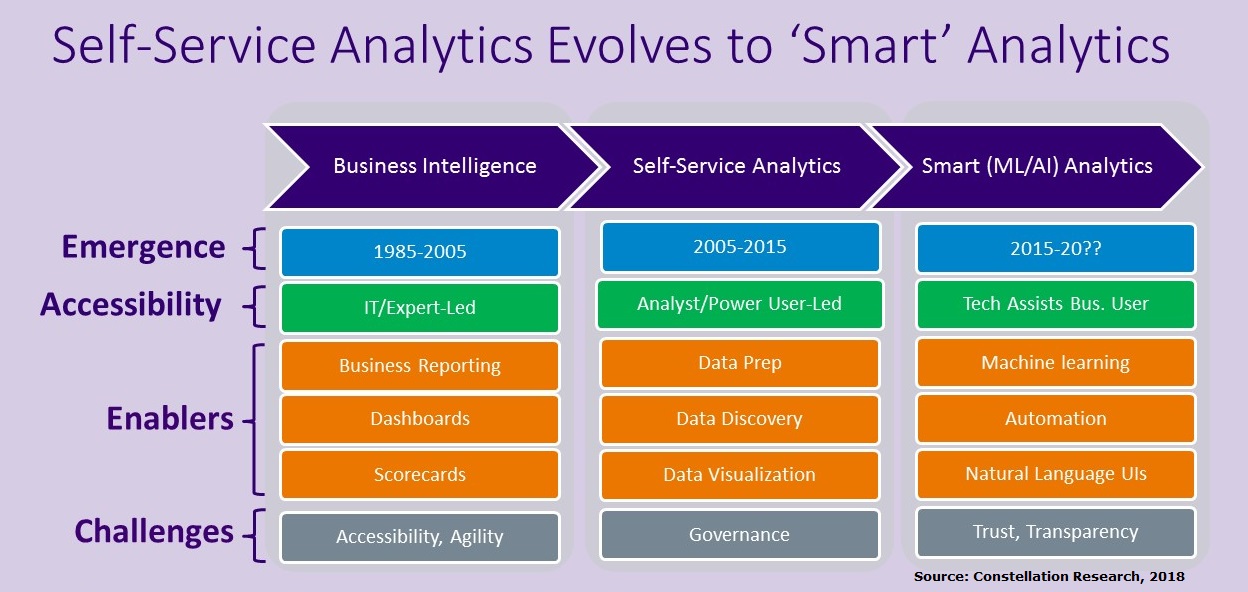 Self-Service Analytics Evolves to ‘Smart’ Analytics
Business Intelligence
Self-Service Analytics
Smart (ML/AI) Analytics
Emergence
1985-2005
2005-2015
2015-20??
Accessibility
IT/Expert-Led
Analyst/Power User-Led
Tech Assists Bus. User
Enablers
Business Reporting
Data Prep
Machine learning
Dashboards
Data Discovery
Automation
Scorecards
Data Visualization
Natural Language UIs
Challenges
Accessibility, Agility
Governance
Trust, Transparency
Source: Constellation Research, 2018